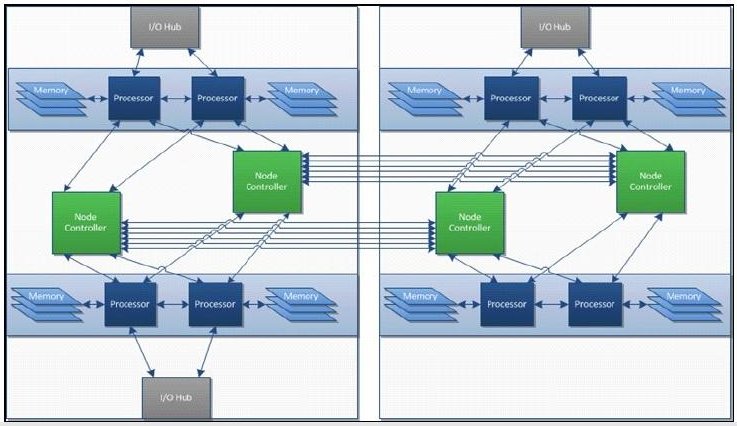 I/O Hub
I/O Hub
Memory
Processor
Processor
Memory
Memory
Processor
Processor
Memory
Node
Controller
Node
Controller
Node
Controller
Node
Controller
Memory
Processor
Processor
Memory
Memory
Processor
Processor
Memory
I/O Hub